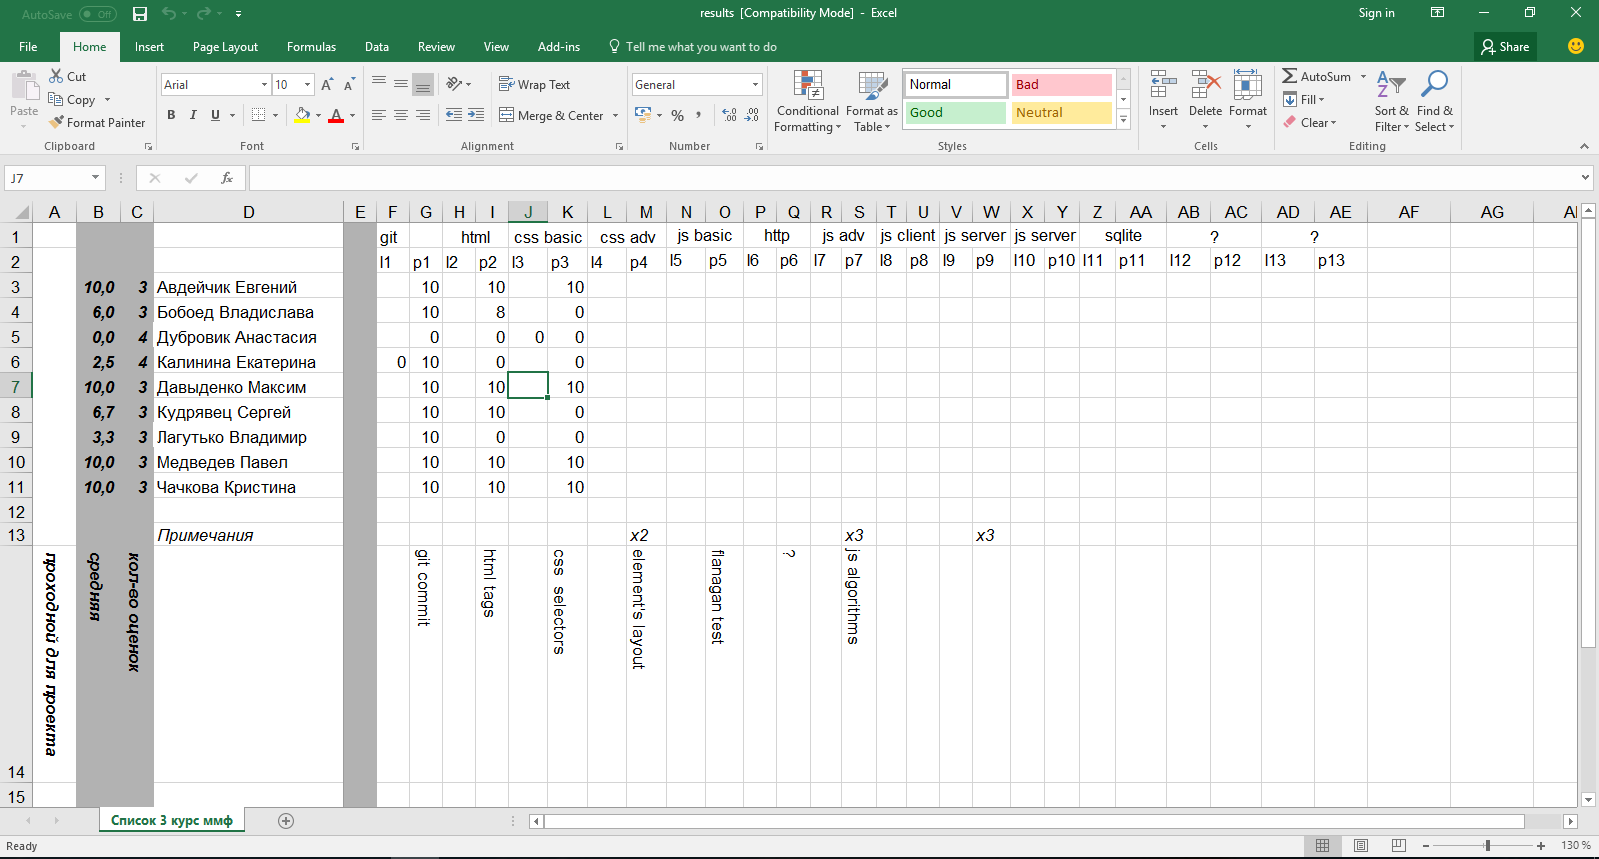 AutoSave Off results [Compatibility Mode] - Excel Sign in
File Home Insert Page Layout Formulas Data Review View Add-ins Tell me what you want to do Share
Paste Cut Copy Format Painter Clipboard
Arial 10 A A B I U A Font
Wrap Text Merge & Center Alignment
General % Number
Conditional Formatting Format as Table Normal Bad Good Neutral Styles
Insert Delete Format Cells
AutoSum Fill Clear Sort & Filter Find & Select Editing
J7 fx
A B C D E F G H I J K L M N O P Q R S T U V W X Y Z AA AB AC AD AE AF AG
1 git html css basic css adv js basic http js adv js client js server js server sqlite ? ?
2 l1 p1 l2 p2 l3 p3 l4 p4 l5 p5 l6 p6 l7 p7 l8 p8 l9 p9 l10 p10 l11 p11 l12 p12 l13 p13
3 10,0 3 Авдейчик Евгений 10 10 10
4 6,0 3 Бобоед Владислава 10 8 0
5 0,0 4 Дубровик Анастасия 0 0 0 0
6 2,5 4 Калинина Екатерина 0 10 0 0
7 10,0 3 Давыденко Максим 10 10 10
8 6,7 3 Кудрявец Сергей 10 10 0
9 3,3 3 Лагутько Владимир 10 0 0
10 10,0 3 Медведев Павел 10 10 10
11 10,0 3 Чачкова Кристина 10 10 10
12
13 Примечания x2 x3 x3
14 проходной для проекта средняя кол-во оценок git commit html tags css selectors element's layout flanagan test ? js algorithms
15
Список 3 курс ммф
Ready 130 %